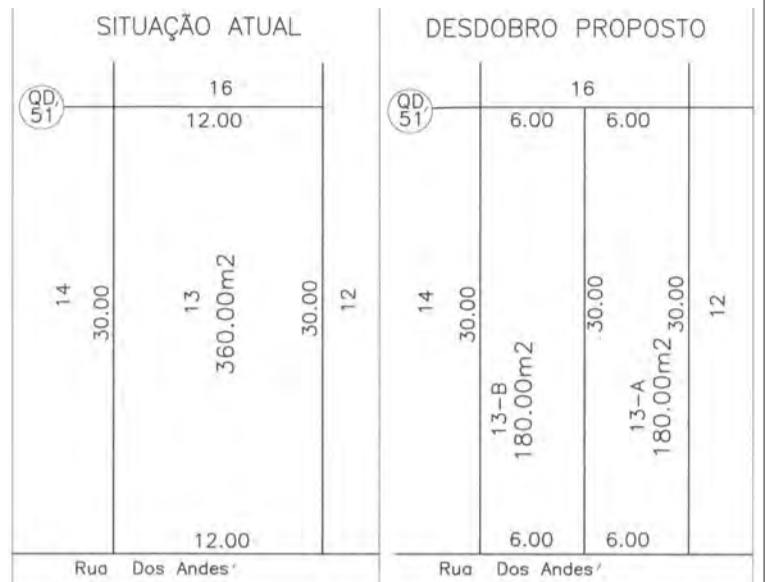 SITUAÇÃO ATUAL
16
QD,
51
12.00
14
30.00
13
360.00m2
30.00
12
12.00
Rua Dos Andes
DESDOBRO PROPOSTO
16
QD,
51
6.00 6.00
14
30.00
13-B
180.00m2
30.00
13-A
180.00m2
30.00
12
6.00 6.00
Rua Dos Andes